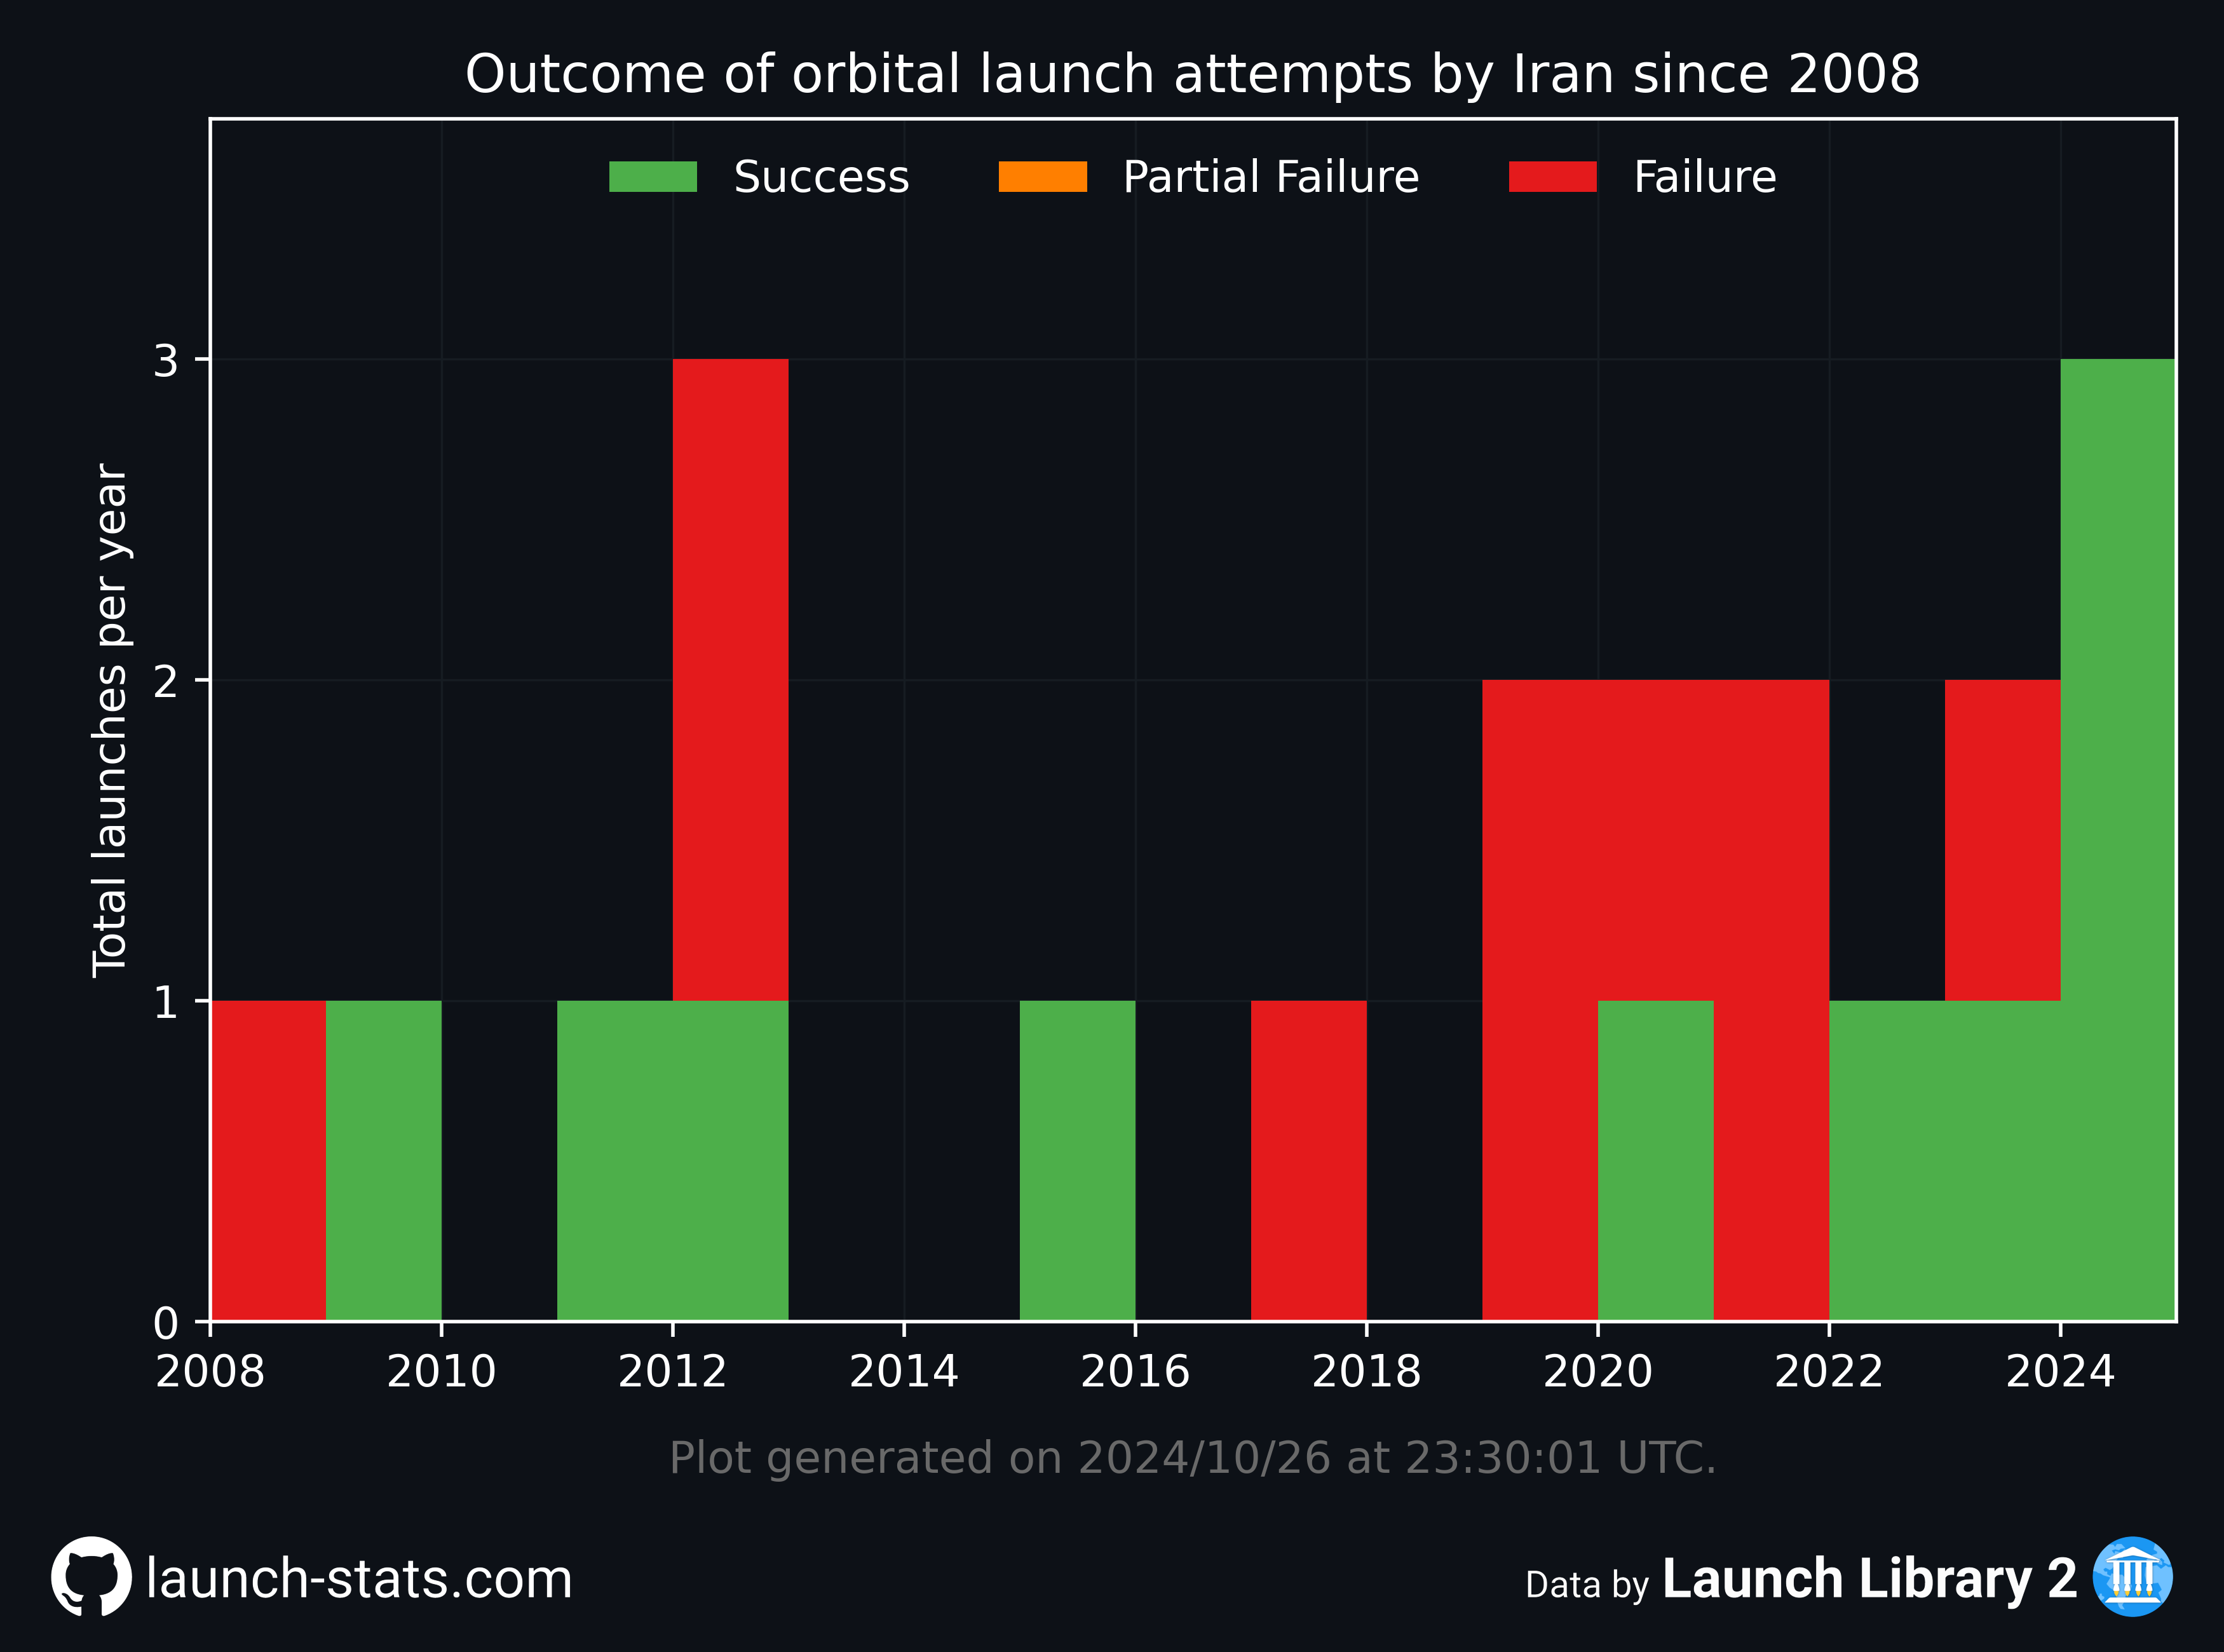 Outcome of orbital launch attempts by Iran since 2008
Success Partial Failure Failure
Total launches per year
3
2
1
0
2008 2010 2012 2014 2016 2018 2020 2022 2024
Plot generated on 2024/10/26 at 23:30:01 UTC.
launch-stats.com
Data by Launch Library 2